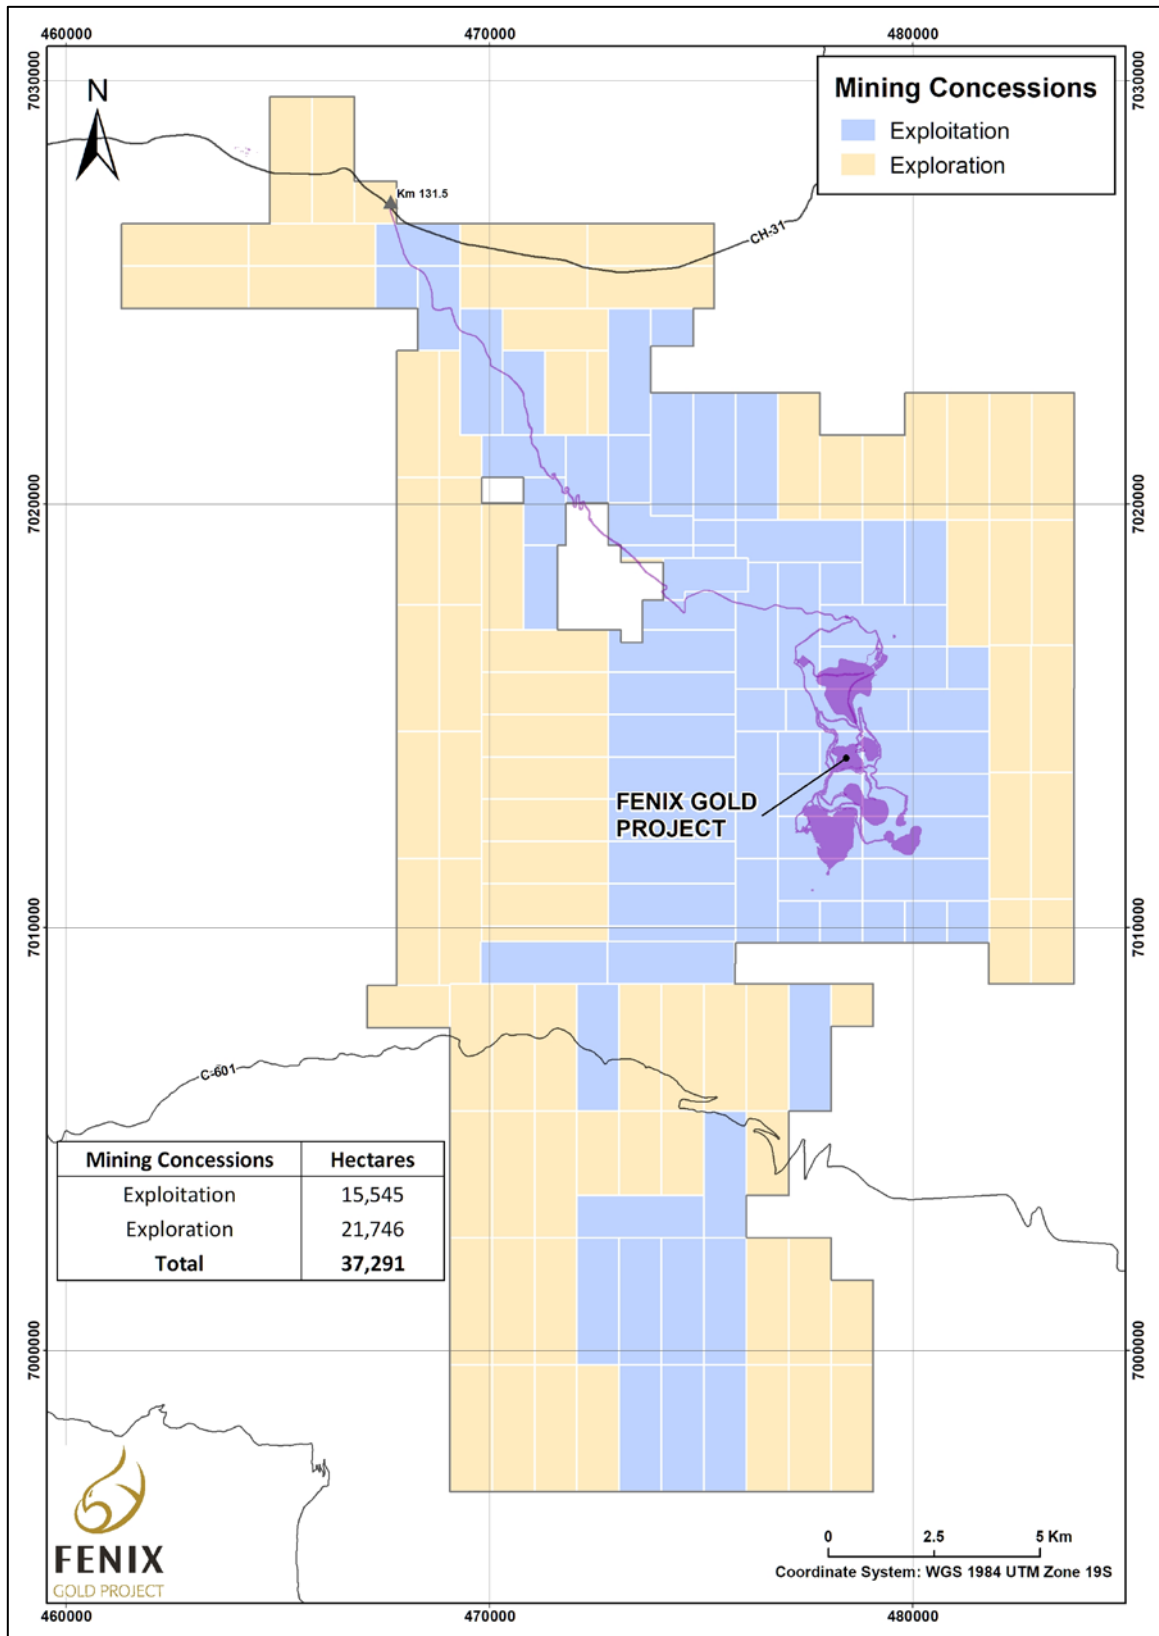 460000 470000 480000
7030000 7030000
N
Mining Concessions
Exploitation
Exploration
Km 131.5
CH-31
7020000 7020000
FENIX GOLD
PROJECT
7010000 7010000
C-601
Mining Concessions Hectares
Exploitation 15,545
Exploration 21,746
Total 37,291
7000000 7000000
FENIX
GOLD PROJECT
0 2.5 5 Km
Coordinate System: WGS 1984 UTM Zone 19S
460000 470000 480000